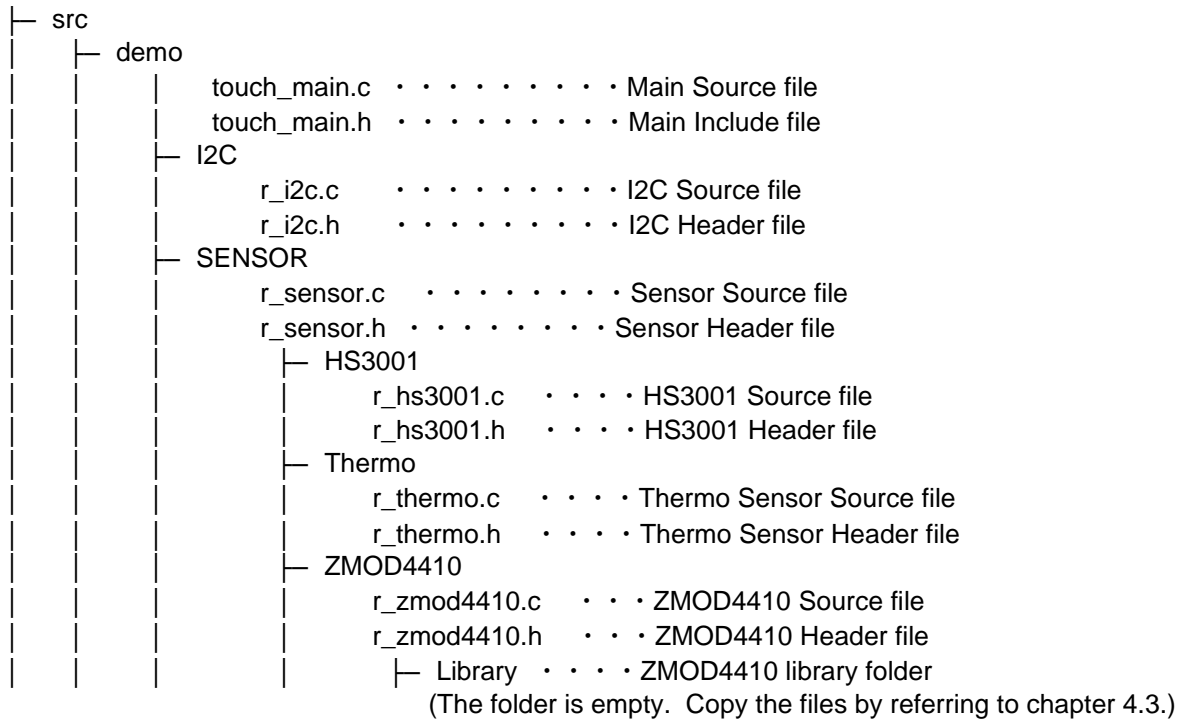 ├─ src
│ ├─ demo
│ │ │ touch_main.c ・・・・・・・・・Main Source file
│ │ │ touch_main.h ・・・・・・・・・Main Include file
│ │ ├─ I2C
│ │ │ r_i2c.c ・・・・・・・・・I2C Source file
│ │ │ r_i2c.h ・・・・・・・・・I2C Header file
│ │ ├─ SENSOR
│ │ │ r_sensor.c ・・・・・・・・Sensor Source file
│ │ │ r_sensor.h ・・・・・・・・Sensor Header file
│ │ │ ├─ HS3001
│ │ │ │ r_hs3001.c ・・・・HS3001 Source file
│ │ │ │ r_hs3001.h ・・・・HS3001 Header file
│ │ │ ├─ Thermo
│ │ │ │ r_thermo.c ・・・・Thermo Sensor Source file
│ │ │ │ r_thermo.h ・・・・Thermo Sensor Header file
│ │ │ ├─ ZMOD4410
│ │ │ │ r_zmod4410.c ・・・ZMOD4410 Source file
│ │ │ │ r_zmod4410.h ・・・ZMOD4410 Header file
│ │ │ │ ├─ Library ・・・・ZMOD4410 library folder
(The folder is empty. Copy the files by referring to chapter 4.3.)